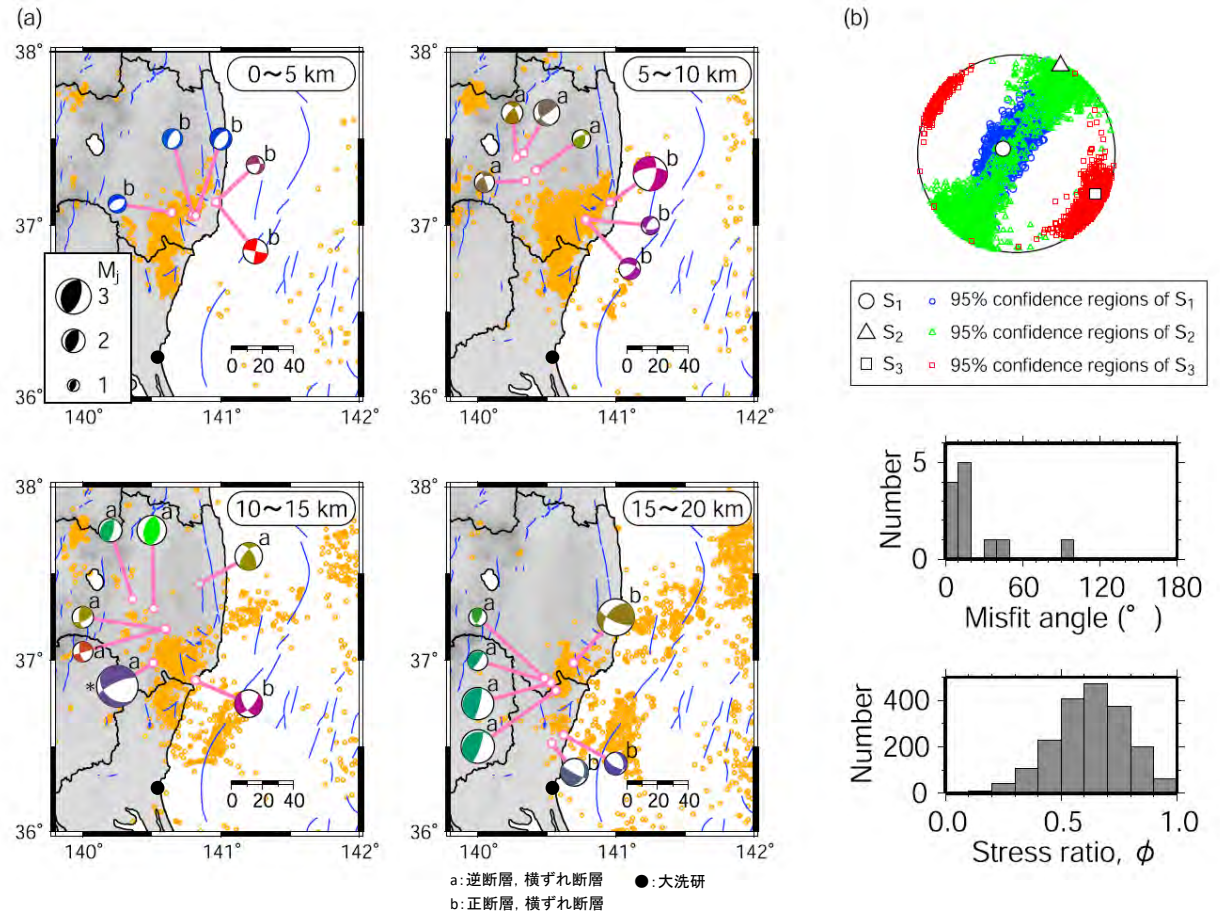 (a)
(b)
0〜5 km
38°
37°
36°
140°
141°
142°
b
b
b
b
b
Mj
3
2
1
0 20 40
5〜10 km
38°
37°
36°
140°
141°
142°
a
a
a
a
b
b
b
0 20 40
○ S1 ○ 95% confidence regions of S1
△ S2 △ 95% confidence regions of S2
□ S3 □ 95% confidence regions of S3
10〜15 km
38°
37°
36°
140°
141°
142°
a
a
a
a
a
a
*
b
0 20 40
15〜20 km
38°
37°
36°
140°
141°
142°
a
a
a
a
b
b
b
0 20 40
Number
5
0
0 60 120 180
Misfit angle (° )
Number
400
200
0
0.0 0.5 1.0
Stress ratio, ϕ
a:逆断層, 横ずれ断層 ●:大洗研
b:正断層, 横ずれ断層